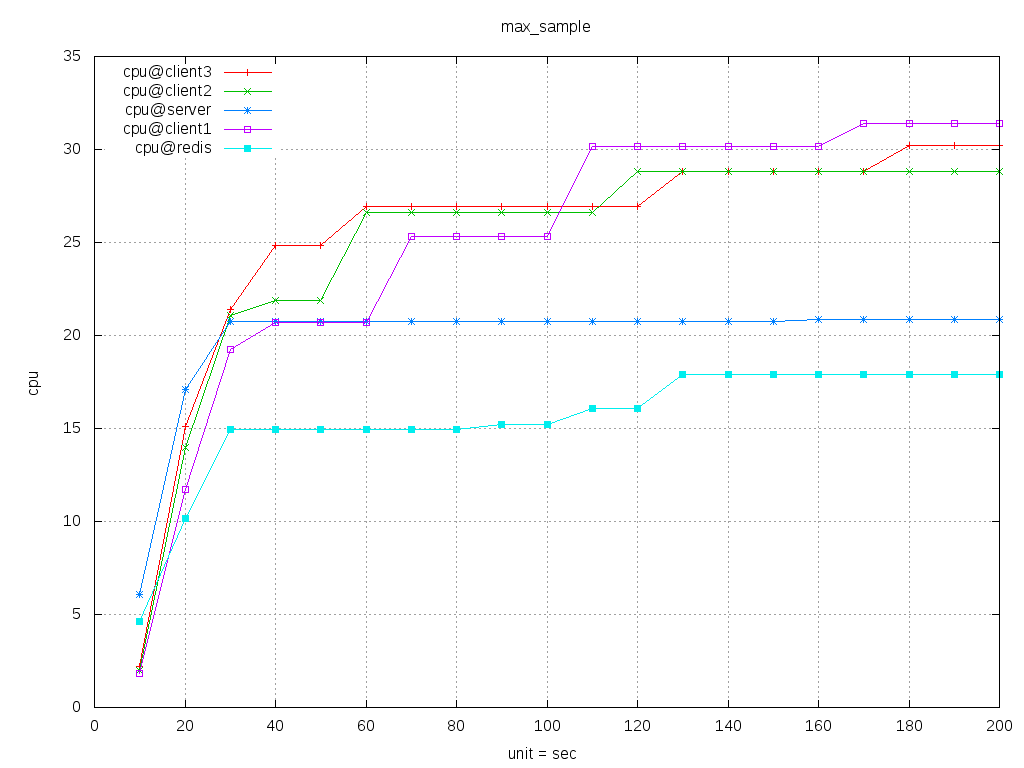 max_sample
35
30
25
20
15
10
5
0
cpu
cpu@client3
cpu@client2
cpu@server
cpu@client1
cpu@redis
0 20 40 60 80 100 120 140 160 180 200
unit = sec